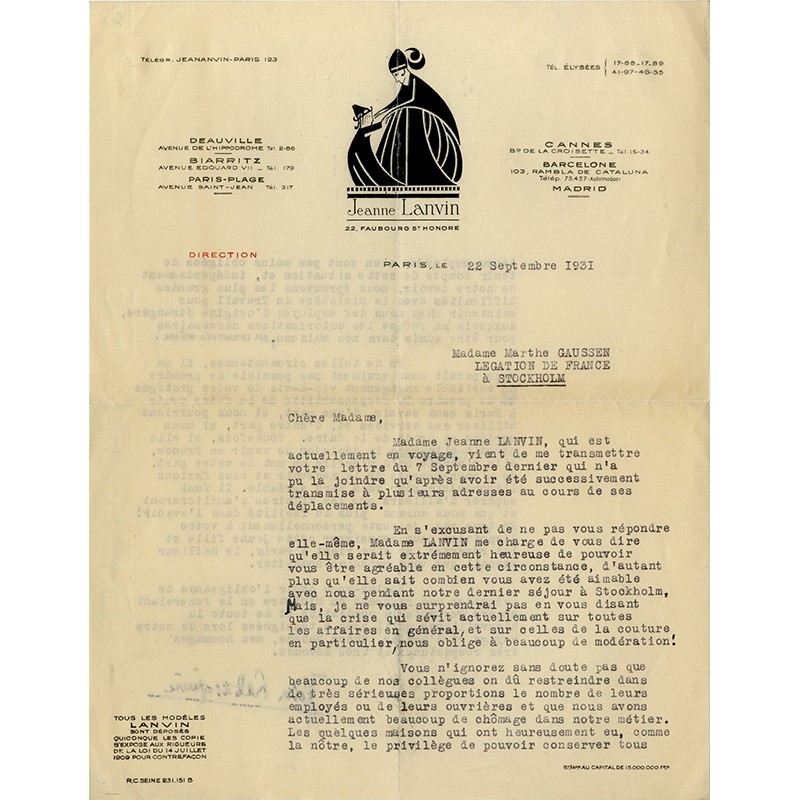 TÉLÉGR. JEANANVIN-PARIS 123
TÉL. ÉLYSÉES
17-88_17_89
41-97_46-55
DEAUVILLE
AVENUE DE L'HIPPODROME Tél. 2-86
BIARRITZ
AVENUE EDOUARD VII _ Tél. 179
PARIS-PLAGE
AVENUE SAINT-JEAN Tél. 317
CANNES
Bd DE LA CROISETTE _ Tél. 15-34
BARCELONE
103, RAMBLA DE CATALUNA
Télép. 75.437 (Automatico)
MADRID
Jeanne Lanvin
22, FAUBOURG ST HONORE
DIRECTION
PARIS, LE 22 Septembre 1931
Madame Marthe GAUSSEN
LEGATION DE FRANCE
à STOCKHOLM
Chère Madame,
Madame Jeanne LANVIN, qui est
actuellement en voyage, vient de me transmettre
votre lettre du 7 Septembre dernier qui n'a
pu la joindre qu'après avoir été successivement
transmise à plusieurs adresses au cours de ses
déplacements.
En s'excusant de ne pas vous répondre
elle-même, Madame LANVIN me charge de vous dire
qu'elle serait extrémement heureuse de pouvoir
vous être agréable en cette circonstance, d'autant
plus qu'elle sait combien vous avez été aimable
avec nous pendant notre dernier séjour à Stockholm,
Mais, je ne vous surprendrai pas en vous disant
que la crise qui sévit actuellement sur toutes
les affaires en général, et sur celles de la couture
en particulier, nous oblige à beaucoup de modération!
Vous n'ignorez sans doute pas que
beaucoup de nos collègues on dû restreindre dans
de très sérieuses proportions le nombre de leurs
employés ou de leurs ouvrières et que nous avons
actuellement beaucoup de chômage dans notre métier.
Les quelques maisons qui ont heureusement eu, comme
la nôtre, le privilège de pouvoir conserver tous
TOUS LES MODÈLES
LANVIN
SONT DÉPOSÉS
QUICONQUE LES COPIE
S'EXPOSE AUX RIGUEURS
DE LA LOI DU 14 JUILLET
1909 POUR CONTREFAÇON
R.C. SEINE 231,151 B
AU CAPITAL DE 15.000.000 Frs